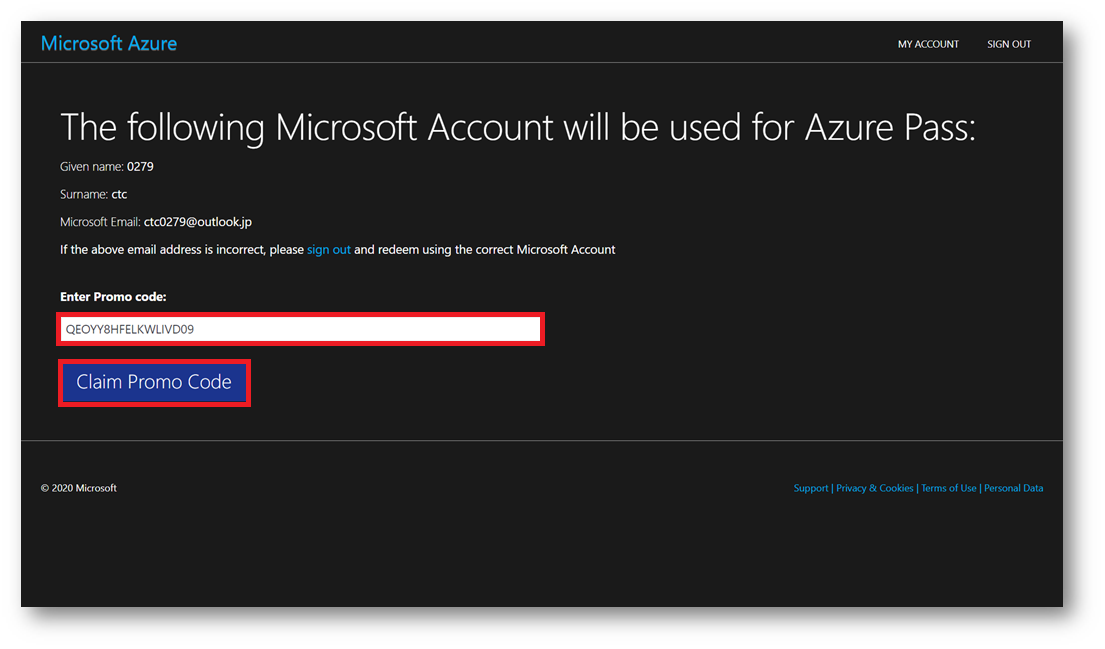 Microsoft Azure
MY ACCOUNT SIGN OUT
The following Microsoft Account will be used for Azure Pass:
Given name: 0279
Surname: ctc
Microsoft Email: ctc0279@outlook.jp
If the above email address is incorrect, please sign out and redeem using the correct Microsoft Account
Enter Promo code:
QEOYY8HFELKWLIVD09
Claim Promo Code
© 2020 Microsoft
Support | Privacy & Cookies | Terms of Use | Personal Data